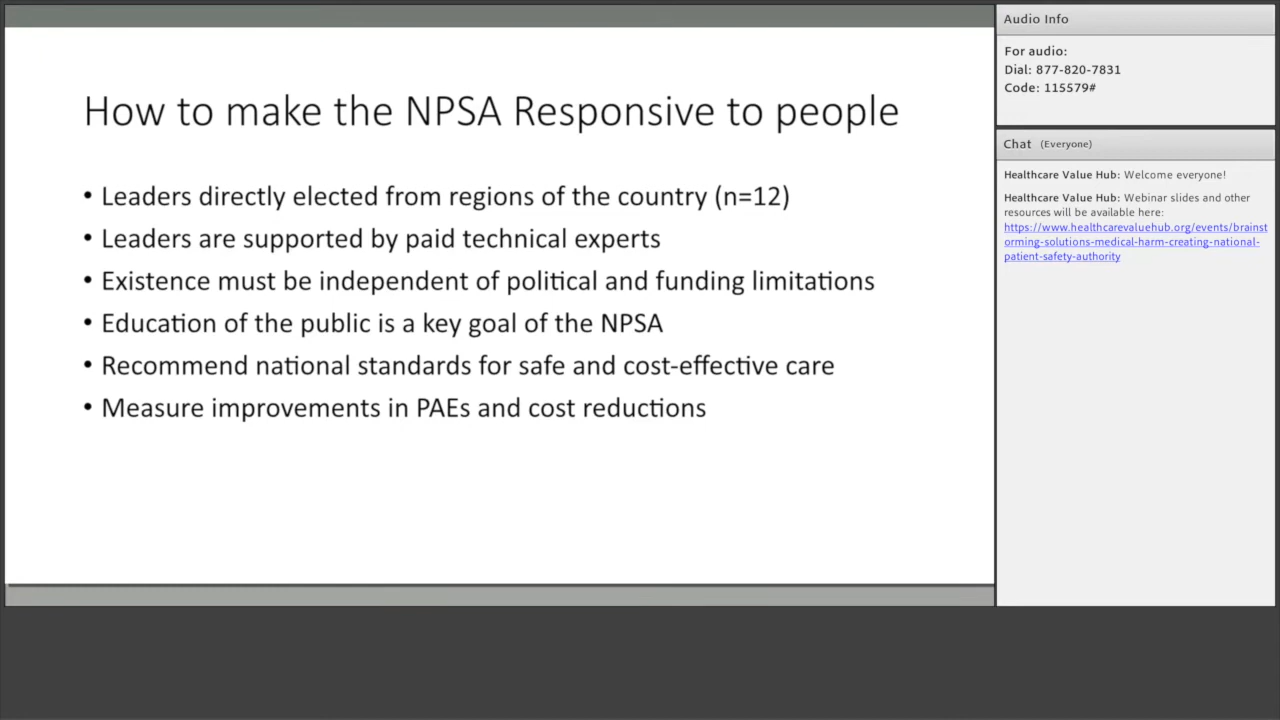 How to make the NPSA Responsive to people
• Leaders directly elected from regions of the country (n=12)
• Leaders are supported by paid technical experts
• Existence must be independent of political and funding limitations
• Education of the public is a key goal of the NPSA
• Recommend national standards for safe and cost-effective care
• Measure improvements in PAEs and cost reductions
Audio Info
For audio:
Dial: 877-820-7831
Code: 115579#
Chat (Everyone)
Healthcare Value Hub: Welcome everyone!
Healthcare Value Hub: Webinar slides and other
resources will be available here:
https://www.healthcarevaluehub.org/events/brainst
orming-solutions-medical-harm-creating-national-
patient-safety-authority